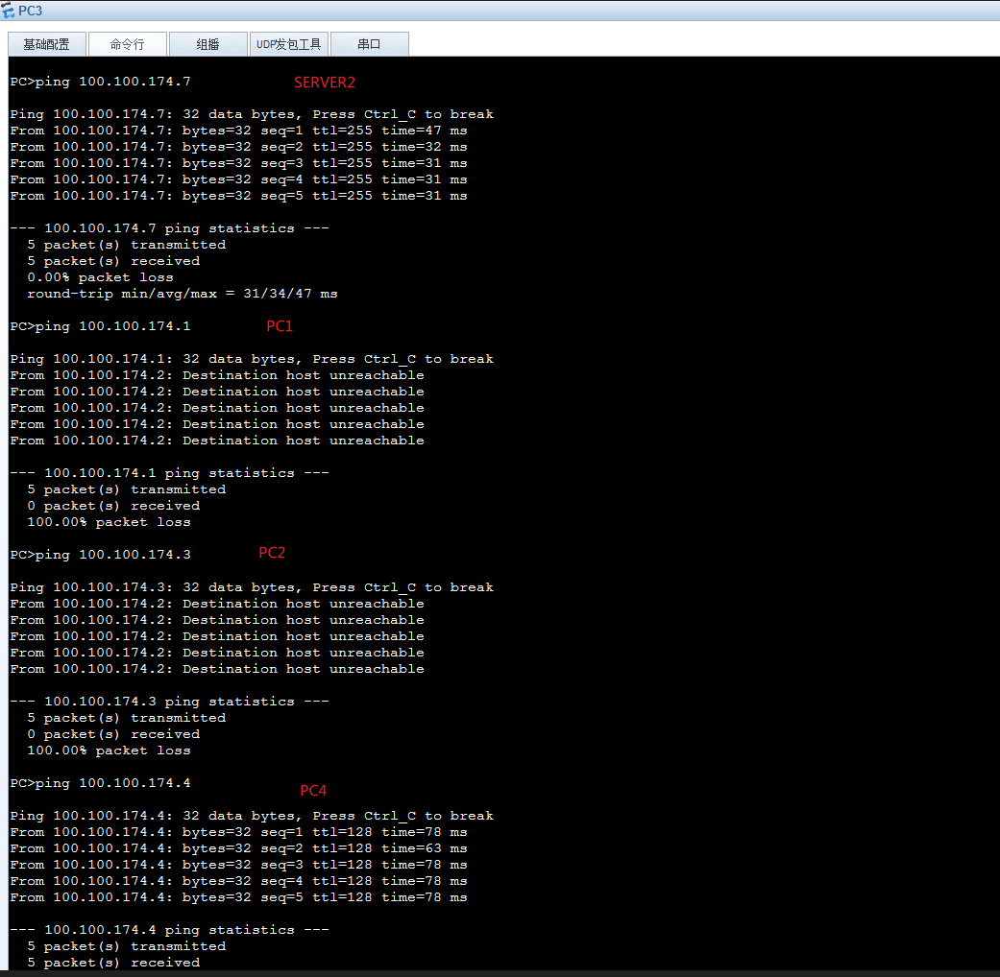 PC3
基础配置 命令行 组播 UDP发包工具 串口
PC>ping 100.100.174.7 SERVER2
Ping 100.100.174.7: 32 data bytes, Press Ctrl_C to break
From 100.100.174.7: bytes=32 seq=1 ttl=255 time=47 ms
From 100.100.174.7: bytes=32 seq=2 ttl=255 time=32 ms
From 100.100.174.7: bytes=32 seq=3 ttl=255 time=31 ms
From 100.100.174.7: bytes=32 seq=4 ttl=255 time=31 ms
From 100.100.174.7: bytes=32 seq=5 ttl=255 time=31 ms
--- 100.100.174.7 ping statistics ---
5 packet(s) transmitted
5 packet(s) received
0.00% packet loss
round-trip min/avg/max = 31/34/47 ms
PC>ping 100.100.174.1 PC1
Ping 100.100.174.1: 32 data bytes, Press Ctrl_C to break
From 100.100.174.2: Destination host unreachable
From 100.100.174.2: Destination host unreachable
From 100.100.174.2: Destination host unreachable
From 100.100.174.2: Destination host unreachable
From 100.100.174.2: Destination host unreachable
--- 100.100.174.1 ping statistics ---
5 packet(s) transmitted
0 packet(s) received
100.00% packet loss
PC>ping 100.100.174.3 PC2
Ping 100.100.174.3: 32 data bytes, Press Ctrl_C to break
From 100.100.174.2: Destination host unreachable
From 100.100.174.2: Destination host unreachable
From 100.100.174.2: Destination host unreachable
From 100.100.174.2: Destination host unreachable
From 100.100.174.2: Destination host unreachable
--- 100.100.174.3 ping statistics ---
5 packet(s) transmitted
0 packet(s) received
100.00% packet loss
PC>ping 100.100.174.4
PC4
Ping 100.100.174.4: 32 data bytes, Press Ctrl_C to break
From 100.100.174.4: bytes=32 seq=1 ttl=128 time=78 ms
From 100.100.174.4: bytes=32 seq=2 ttl=128 time=63 ms
From 100.100.174.4: bytes=32 seq=3 ttl=128 time=78 ms
From 100.100.174.4: bytes=32 seq=4 ttl=128 time=78 ms
From 100.100.174.4: bytes=32 seq=5 ttl=128 time=78 ms
--- 100.100.174.4 ping statistics ---
5 packet(s) transmitted
5 packet(s) received